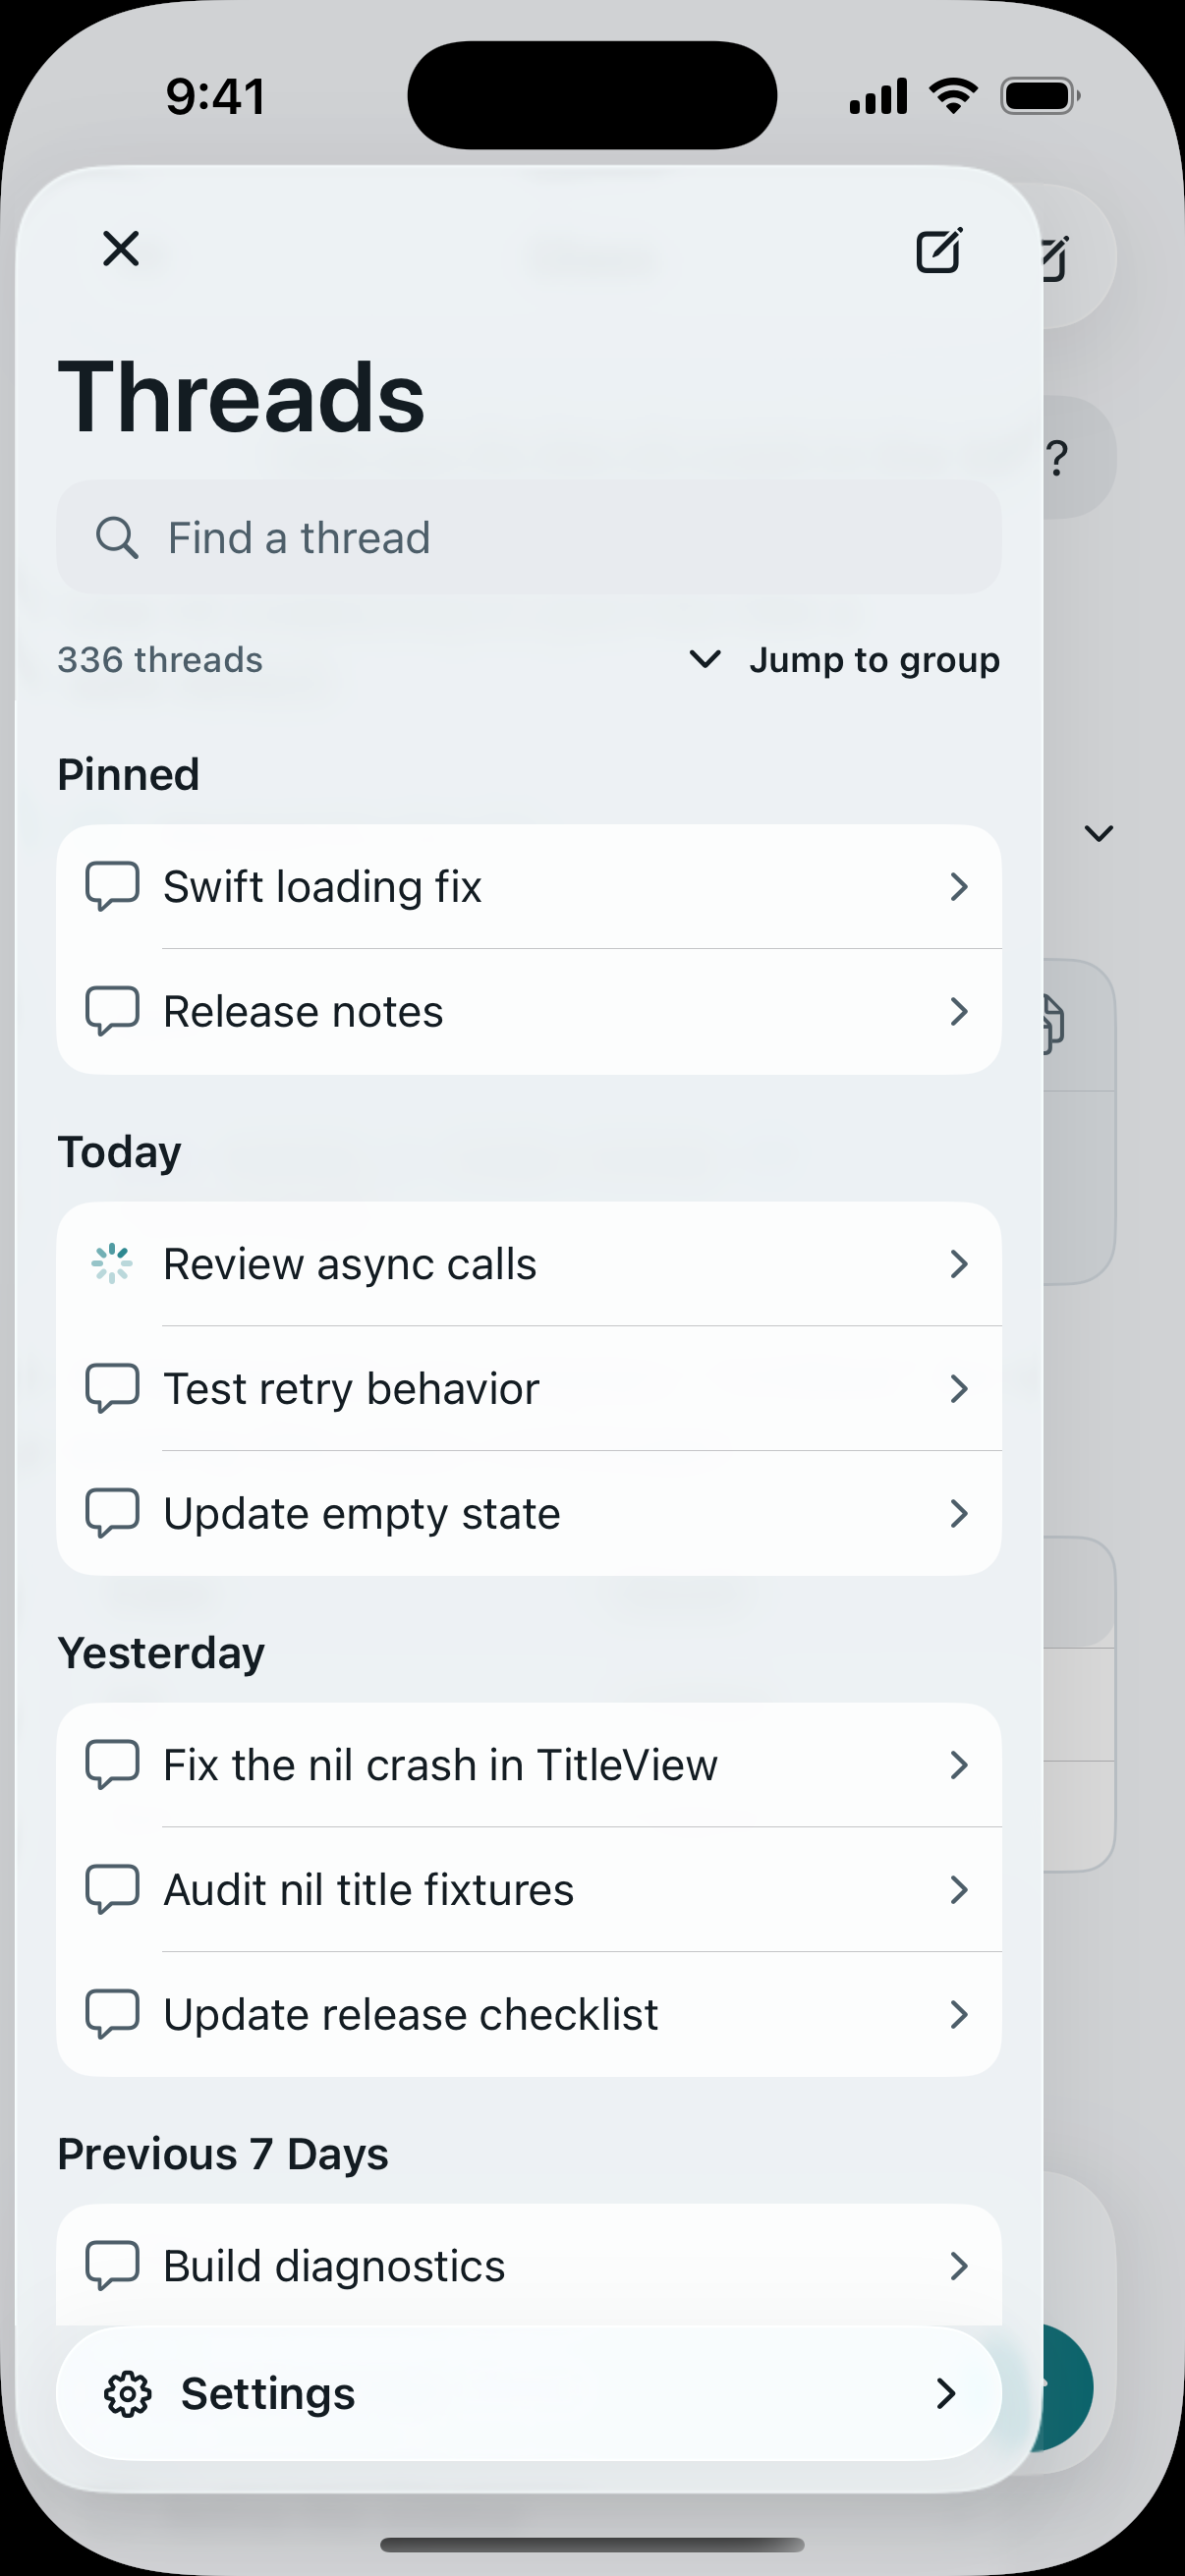 9:41
Threads
?
Find a thread
336 threads
Jump to group
Pinned
Swift loading fix
Release notes
Today
Review async calls
Test retry behavior
Update empty state
Yesterday
Fix the nil crash in TitleView
Audit nil title fixtures
Update release checklist
Previous 7 Days
Build diagnostics
Settings